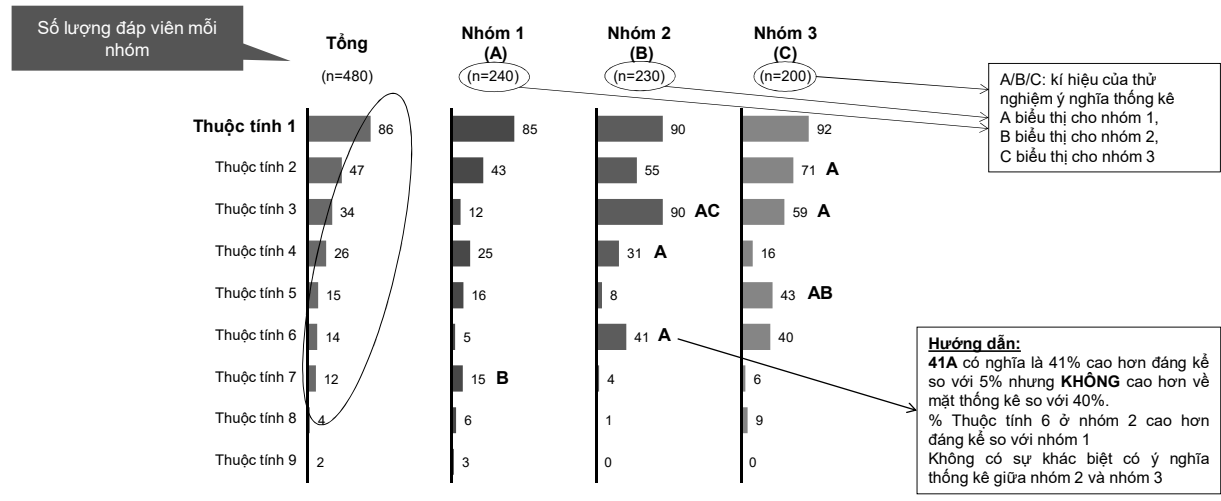 Số lượng đáp viên mỗi
nhóm
Tổng
(n=480)
Nhóm 1
(A)
(n=240)
Nhóm 2
(B)
(n=230)
Nhóm 3
(C)
(n=200)
A/B/C: kí hiệu của thử
nghiệm ý nghĩa thống kê
A biểu thị cho nhóm 1,
B biểu thị cho nhóm 2,
C biểu thị cho nhóm 3
Thuộc tính 1 86 85 90 92
Thuộc tính 2 47 43 55 71 A
Thuộc tính 3 34 12 90 AC 59 A
Thuộc tính 4 26 25 31 A 16
Thuộc tính 5 15 16 8 43 AB
Thuộc tính 6 14 5 41 A 40
Thuộc tính 7 12 15 B 4 6
Thuộc tính 8 4 6 1 9
Thuộc tính 9 2 3 0 0
Hướng dẫn:
41A có nghĩa là 41% cao hơn đáng kể
so với 5% nhưng KHÔNG cao hơn về
mặt thống kê so với 40%.
% Thuộc tính 6 ở nhóm 2 cao hơn
đáng kể so với nhóm 1
Không có sự khác biệt có ý nghĩa
thống kê giữa nhóm 2 và nhóm 3